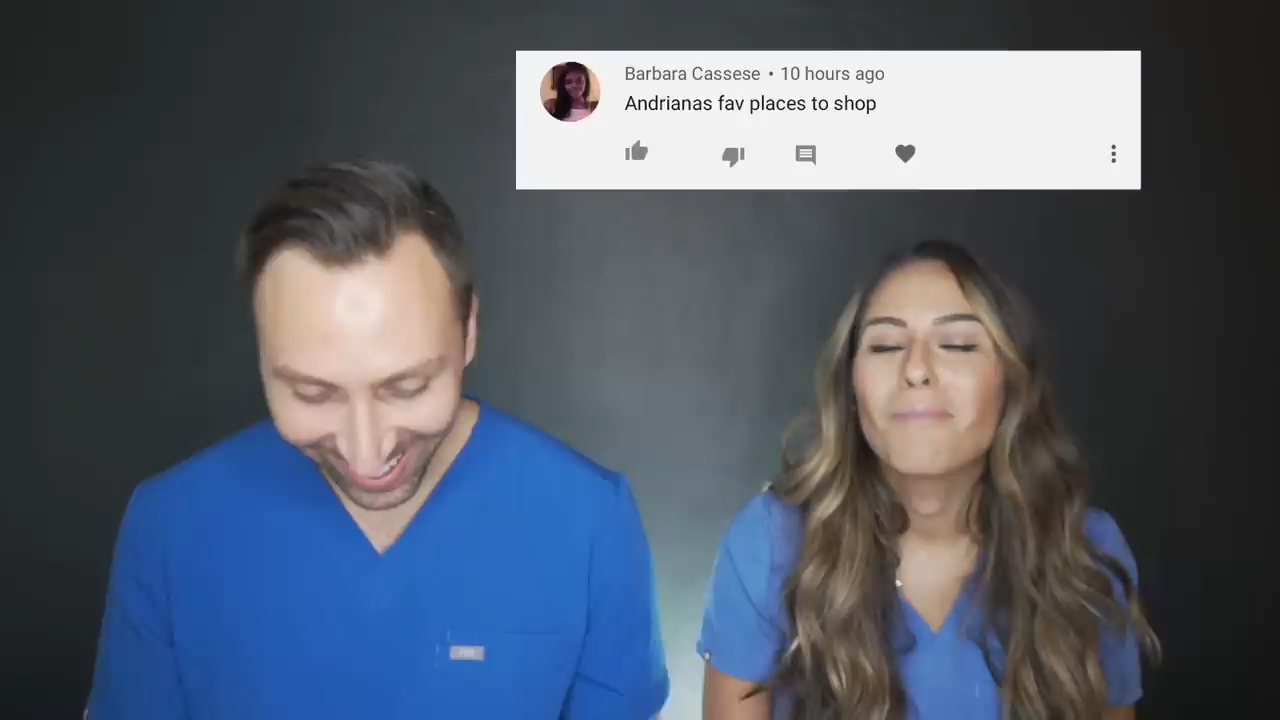 Barbara Cassese • 10 hours ago
Andrianas fav places to shop